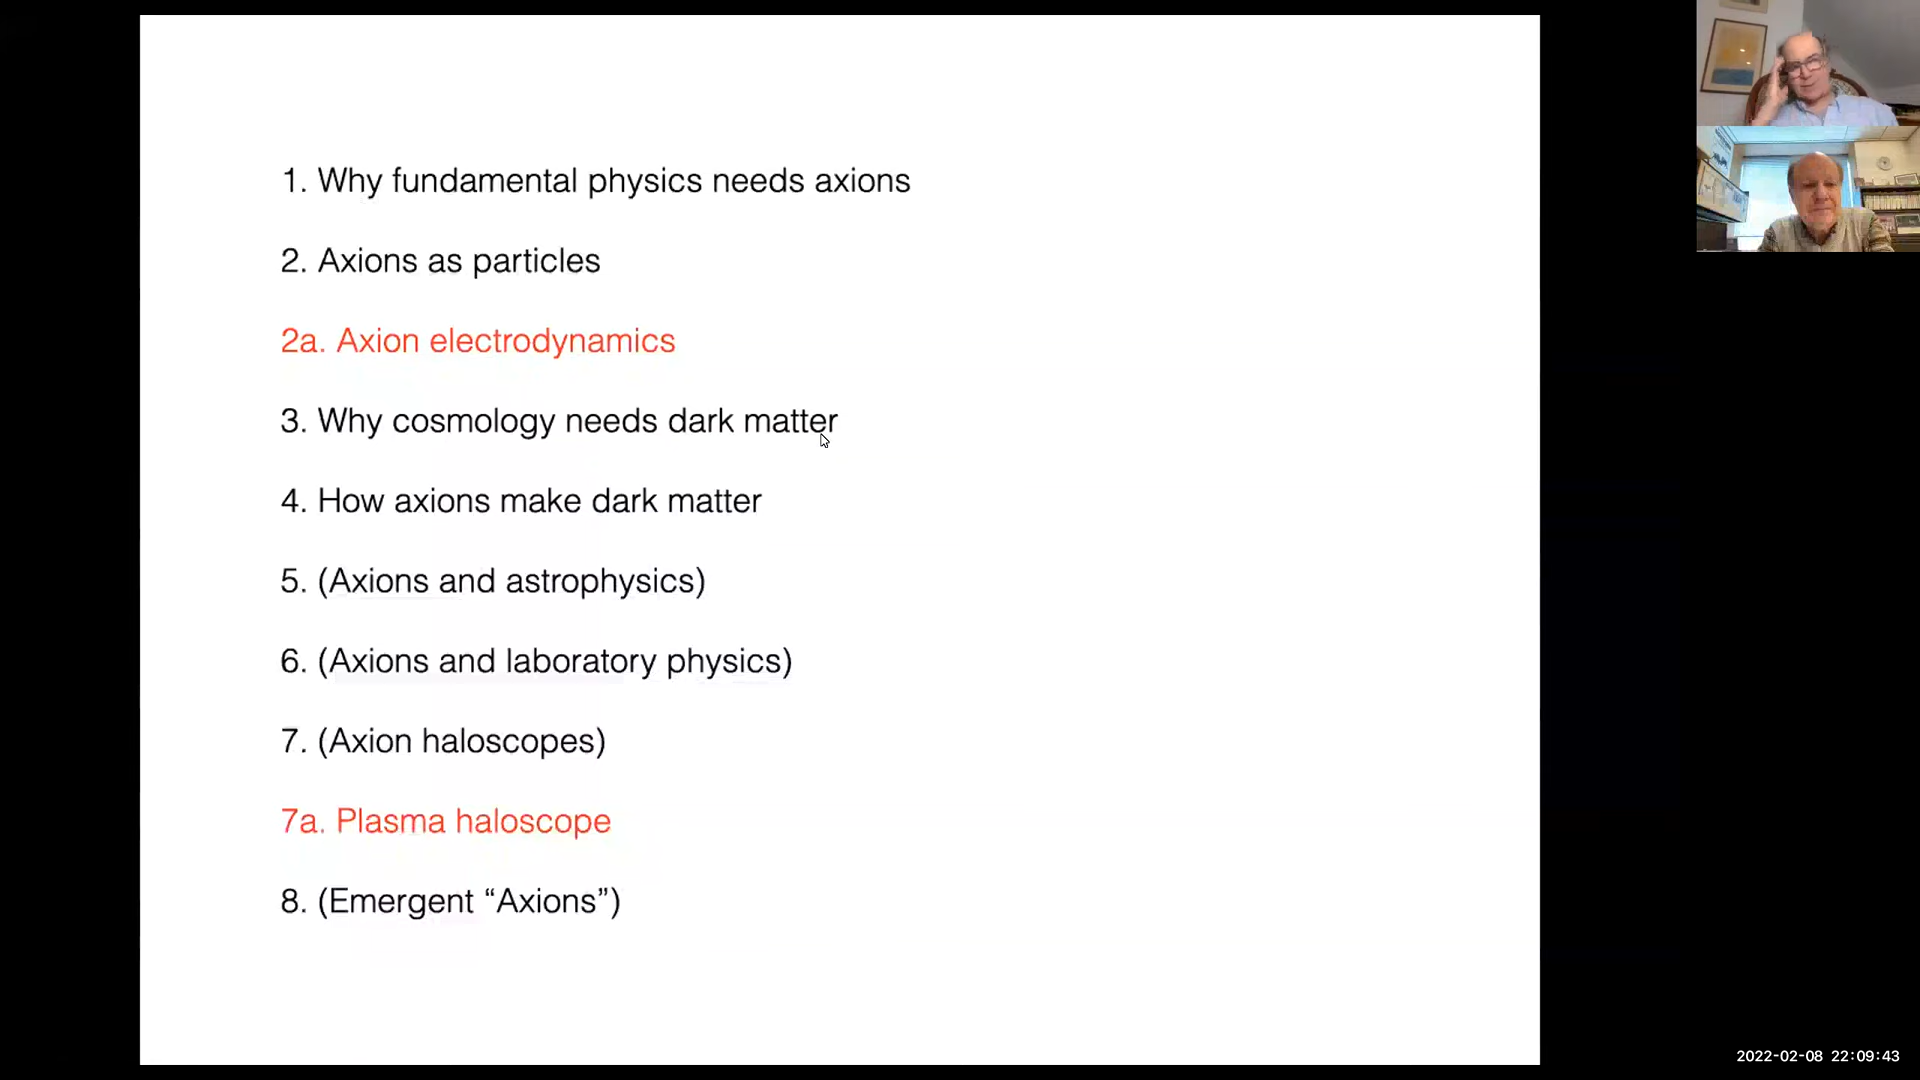 1. Why fundamental physics needs axions
2. Axions as particles
2a. Axion electrodynamics
3. Why cosmology needs dark matter
4. How axions make dark matter
5. (Axions and astrophysics)
6. (Axions and laboratory physics)
7. (Axion haloscopes)
7a. Plasma haloscope
8. (Emergent “Axions”)
2022-02-08 22:09:43